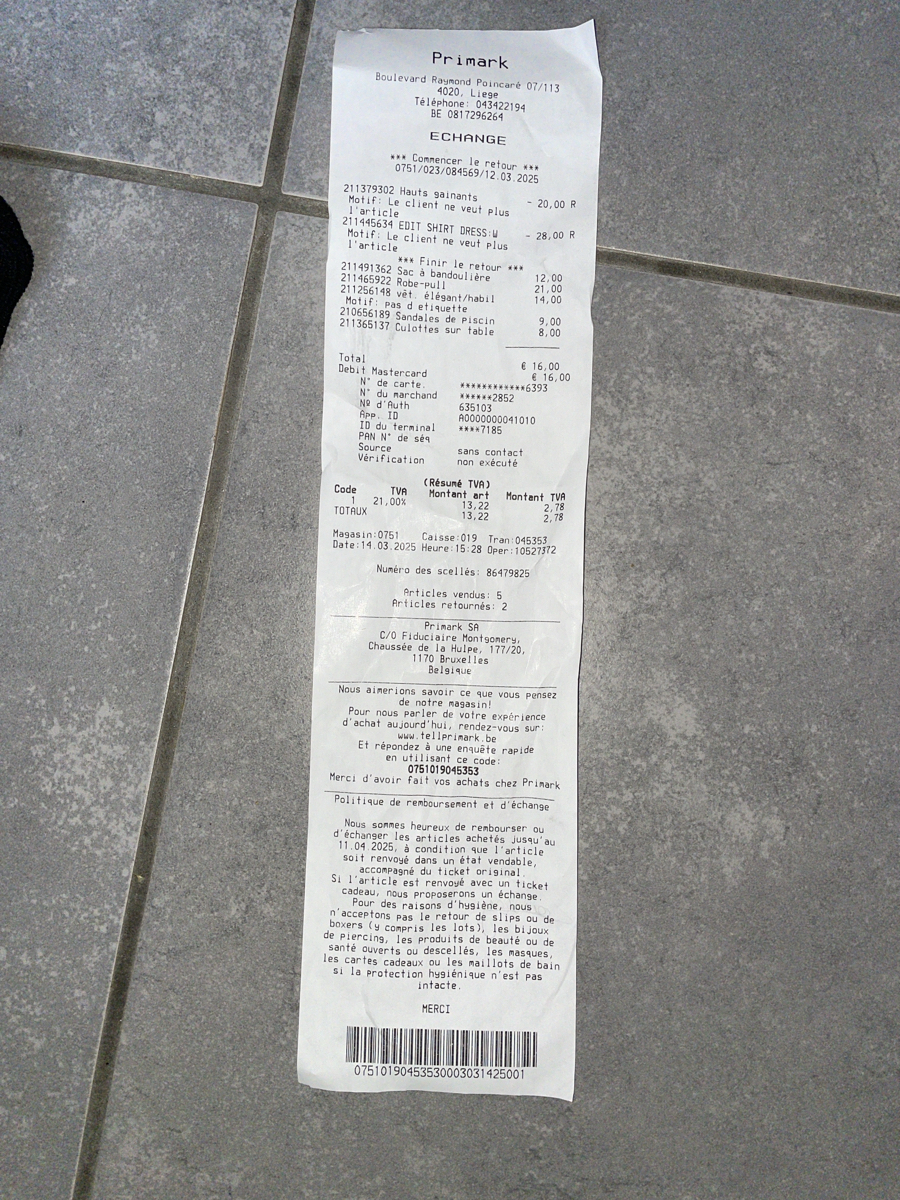 Primark
Boulevard Raymond Poincaré 07/113
4020, Liege
Téléphone: 043422194
BE 0817296264
ECHANGE
*** Commencer le retour ***
0751/023/084569/12.03.2025
211379302 Hauts gainants - 20,00 R
Motif: Le client ne veut plus
l'article
211445634 EDIT SHIRT DRESS:W - 28,00 R
Motif: Le client ne veut plus
l'article
*** Finir le retour ***
211491362 Sac à bandoulière 12,00
211465922 Robe-pull 21,00
211256148 vêt. élégant/habil 14,00
Motif: pas d etiquette
210656189 Sandales de piscin 9,00
211365137 Culottes sur table 8,00
Total € 16,00
Debit Mastercard € 16,00
N° de carte. ************6393
N° du marchand ******2852
Nº d'Auth 635103
App. ID A0000000041010
ID du terminal ****7185
PAN N° de séq
Source sans contact
Vérification non exécuté
(Résumé TVA)
Code TVA Montant art Montant TVA
1 21,00% 13,22 2,78
TOTAUX 13,22 2,78
Magasin:0751 Caisse:019 Tran:045353
Date:14.03.2025 Heure:15:28 Oper:10527372
Numéro des scellés: 86479825
Articles vendus: 5
Articles retournés: 2
Primark SA
C/O Fiduciaire Montgomery,
Chaussée de la Hulpe, 177/20,
1170 Bruxelles
Belgique
Nous aimerions savoir ce que vous pensez
de notre magasin!
Pour nous parler de votre expérience
d'achat aujourd'hui, rendez-vous sur:
www.tellprimark.be
Et répondez à une enquête rapide
en utilisant ce code:
0751019045353
Merci d'avoir fait vos achats chez Primark
Politique de remboursement et d'échange
Nous sommes heureux de rembourser ou
d'échanger les articles achetés jusqu'au
11.04.2025, à condition que l'article
soit renvoyé dans un état vendable,
accompagné du ticket original.
Si l'article est renvoyé avec un ticket
cadeau, nous proposerons un échange.
Pour des raisons d'hygiène, nous
n'acceptons pas le retour de slips ou de
boxers (y compris les lots), les bijoux
de piercing, les produits de beauté ou de
santé ouverts ou descellés, les masques,
les cartes cadeaux ou les maillots de bain
si la protection hygiénique n'est pas
intacte.
MERCI
07510190453530003031425001